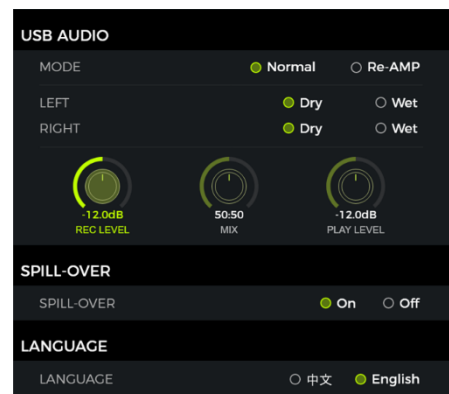 USB AUDIO
MODE Normal Re-AMP
LEFT Dry Wet
RIGHT Dry Wet
-12.0dB 50:50 -12.0dB
REC LEVEL MIX PLAY LEVEL
SPILL-OVER
SPILL-OVER On Off
LANGUAGE
LANGUAGE 中文 English